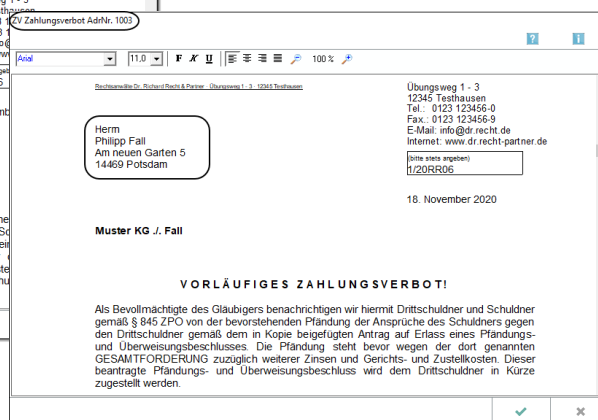 ZV Zahlungsverbot AdrNr. 1003
Arial 11,0 F K U 100 %
Rechtsanwälte Dr. Richard Recht & Partner · Übungsweg 1 - 3 · 12345 Testhausen
Übungsweg 1 - 3
12345 Testhausen
Tel.: 0123 123456-0
Fax.: 0123 123456-9
E-Mail: info@dr.recht.de
Internet: www.dr.recht-partner.de
(bitte stets angeben)
1/20RR06
Herrn
Philipp Fall
Am neuen Garten 5
14469 Potsdam
18. November 2020
Muster KG ./. Fall
VORLÄUFIGES ZAHLUNGSVERBOT!
Als Bevollmächtigte des Gläubigers benachrichtigen wir hiermit Drittschuldner und Schuldner
gemäß § 845 ZPO von der bevorstehenden Pfändung der Ansprüche des Schuldners gegen
den Drittschuldner gemäß dem in Kopie beigefügten Antrag auf Erlass eines Pfändungs-
und Überweisungsbeschlusses. Die Pfändung steht bevor wegen der dort genannten
GESAMTFORDERUNG zuzüglich weiterer Zinsen und Gerichts- und Zustellkosten. Dieser
beantragte Pfändungs- und Überweisungsbeschluss wird dem Drittschuldner in Kürze
zugestellt werden.